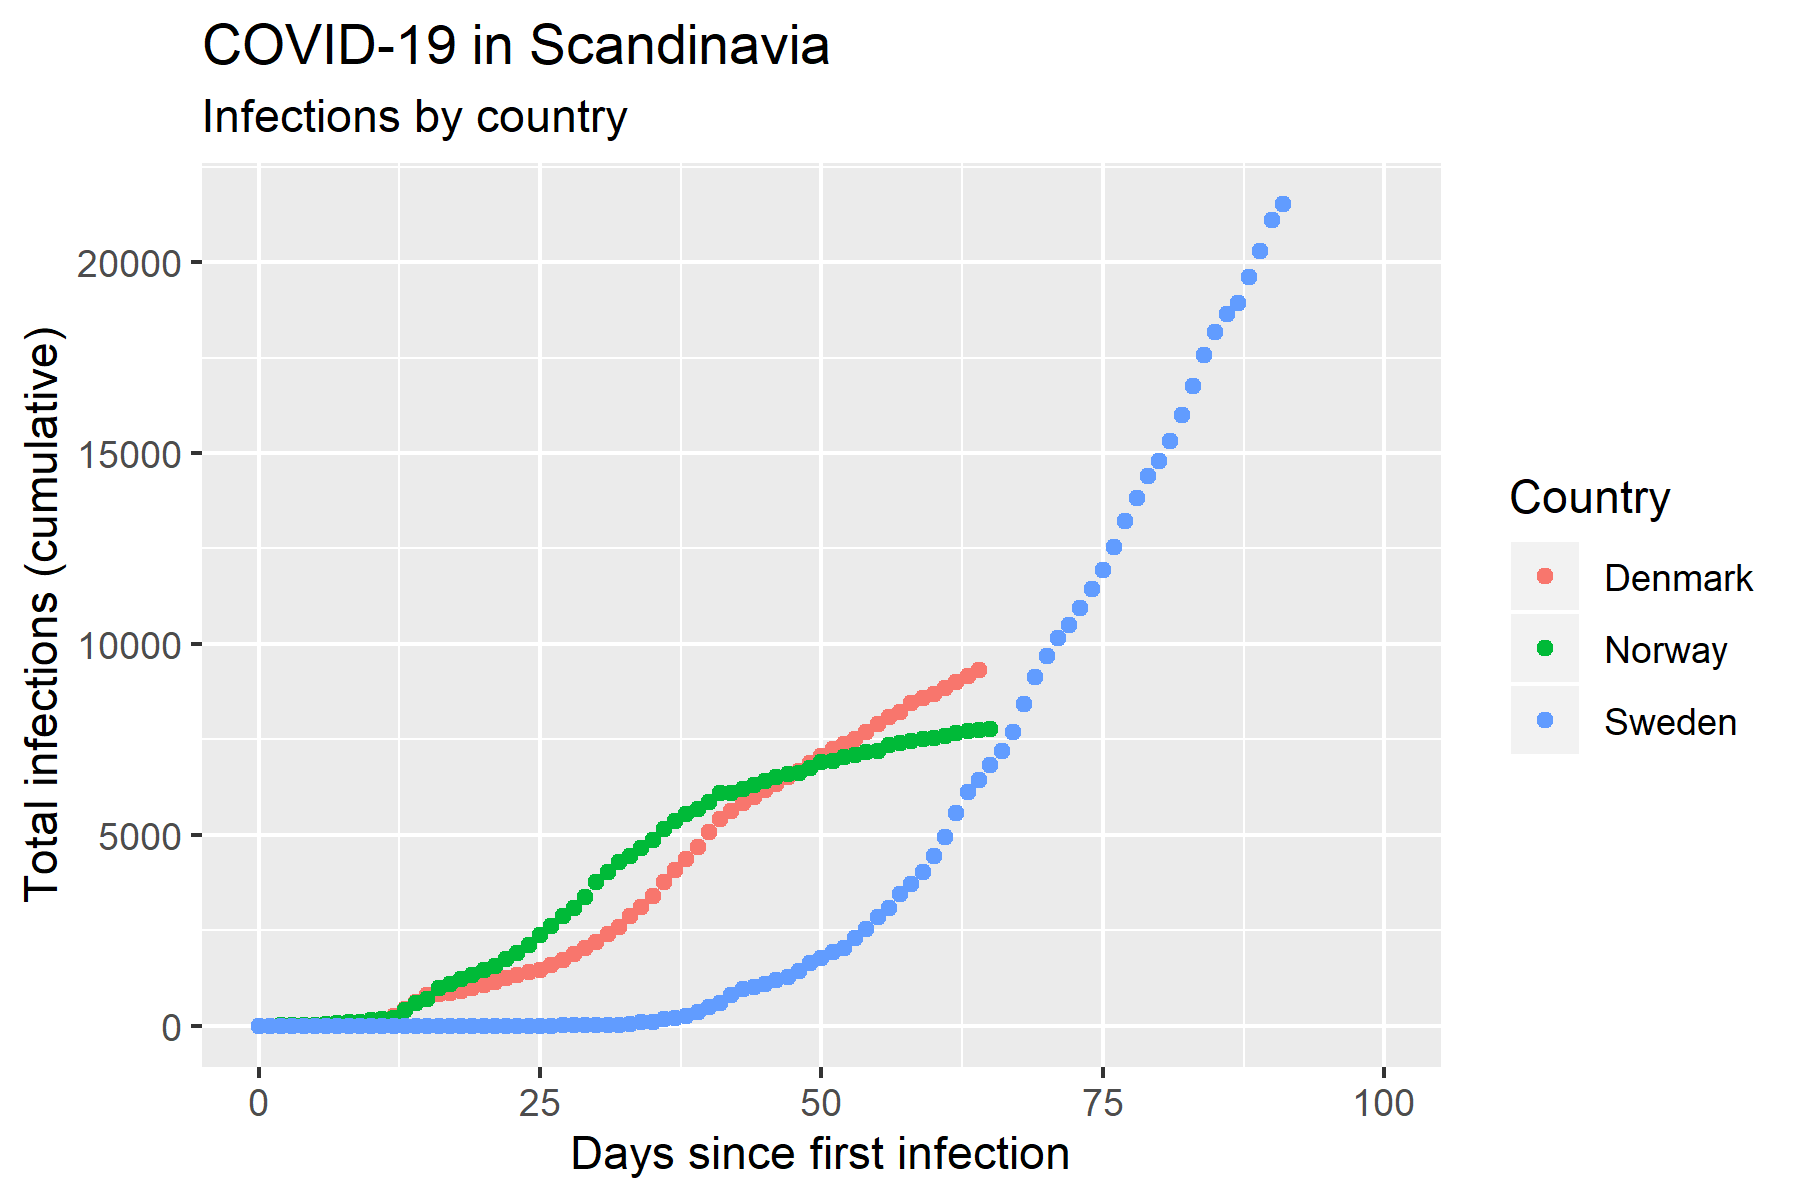 COVID-19 in Scandinavia
Infections by country
Total infections (cumulative)
20000
15000
10000
5000
0
0 25 50 75 100
Days since first infection
Country
Denmark
Norway
Sweden